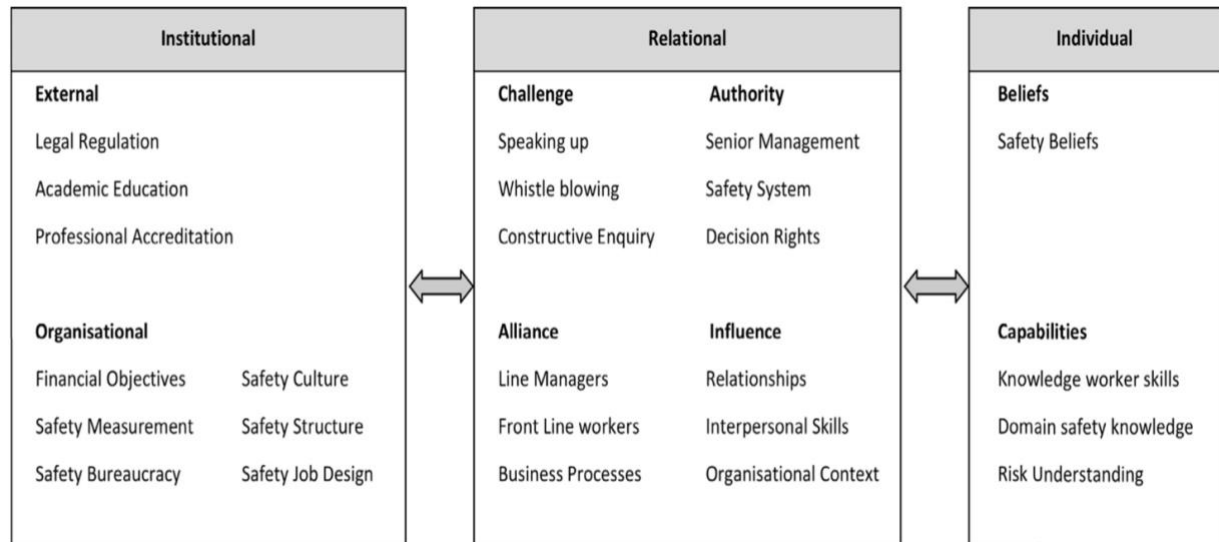 Institutional
External
Legal Regulation
Academic Education
Professional Accreditation
Organisational
Financial Objectives Safety Culture
Safety Measurement Safety Structure
Safety Bureaucracy Safety Job Design
Relational
Challenge Authority
Speaking up Senior Management
Whistle blowing Safety System
Constructive Enquiry Decision Rights
Alliance Influence
Line Managers Relationships
Front Line workers Interpersonal Skills
Business Processes Organisational Context
Individual
Beliefs
Safety Beliefs
Capabilities
Knowledge worker skills
Domain safety knowledge
Risk Understanding